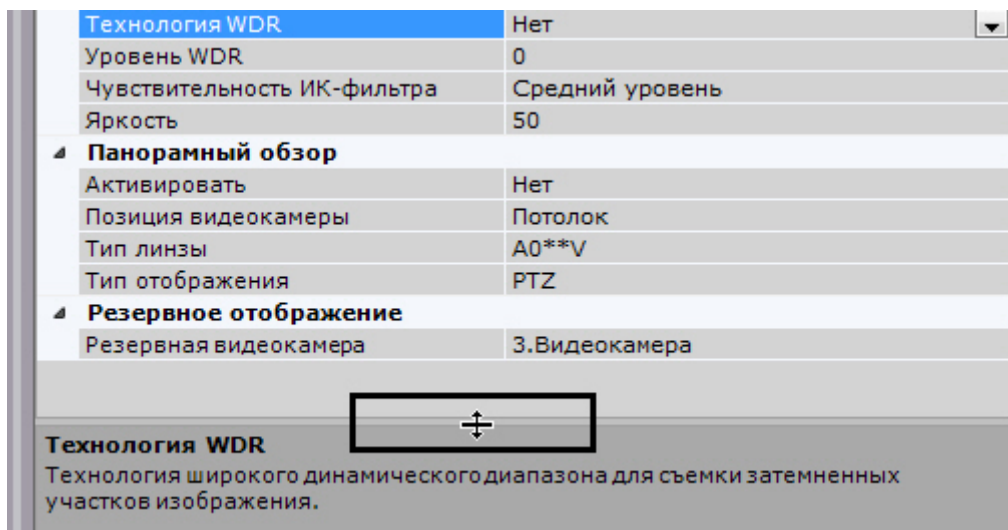 Технология WDR Нет
Уровень WDR 0
Чувствительность ИК-фильтра Средний уровень
Яркость 50
Панорамный обзор
Активировать Нет
Позиция видеокамеры Потолок
Тип линзы A0**V
Тип отображения PTZ
Резервное отображение
Резервная видеокамера 3.Видеокамера
Технология WDR
Технология широкого динамического диапазона для съемки затемненных
участков изображения.